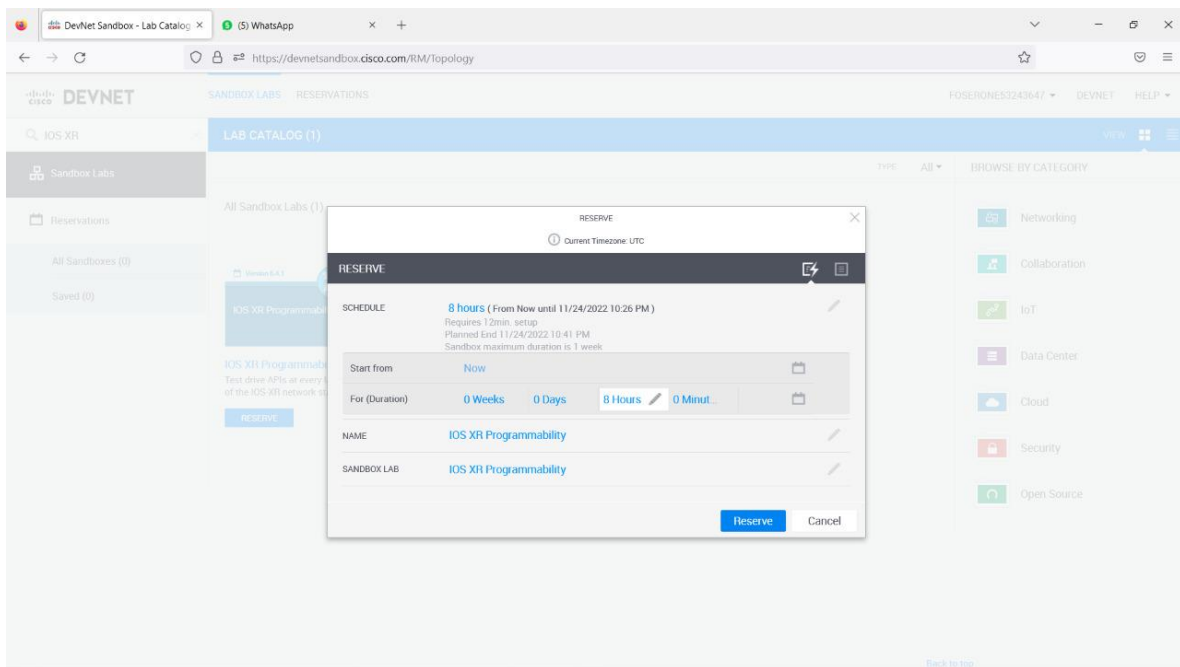 DevNet Sandbox - Lab Catalog
(5) WhatsApp
https://devnetsandbox.cisco.com/RM/Topology
CISCO DEVNET
SANDBOX LABS RESERVATIONS
FOSERONES3243647 DEVNET HELP
IOS XR
LAB CATALOG (1)
VIEW
Sandbox Labs
TYPE All
BROWSE BY CATEGORY
Reservations
All Sandbox Labs (1)
All Sandboxes (0)
Saved (0)
Version 6.4.1
IOS XR Programmabi
IOS XR Programmabi
Test drive APIs at every l
of the IOS XR network st
RESERVE
RESERVE
Current Timezone: UTC
RESERVE
SCHEDULE 8 hours ( From Now until 11/24/2022 10:26 PM )
Requires 12min. setup
Planned End 11/24/2022 10:41 PM
Sandbox maximum duration is 1 week
Start from Now
For (Duration) 0 Weeks 0 Days 8 Hours 0 Minut...
NAME IOS XR Programmability
SANDBOX LAB IOS XR Programmability
Reserve Cancel
Networking
Collaboration
IoT
Data Center
Cloud
Security
Open Source
Back to top